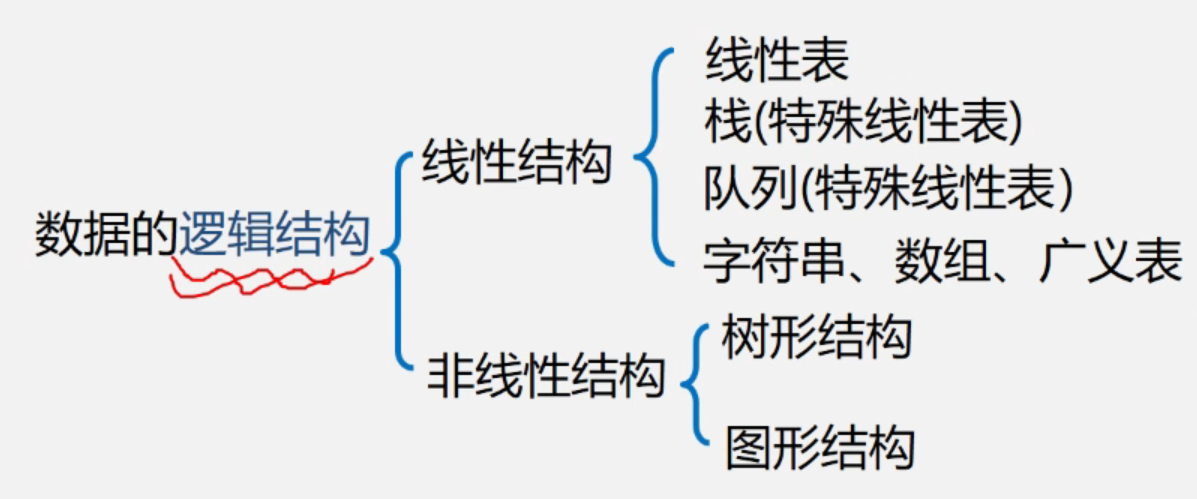 数据的逻辑结构
线性结构
线性表
栈(特殊线性表)
队列(特殊线性表）
字符串、数组、广义表
非线性结构
树形结构
图形结构